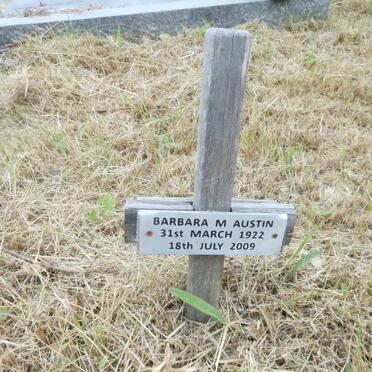 BARBARA M AUSTIN
31st MARCH 1922
18th JULY 2009